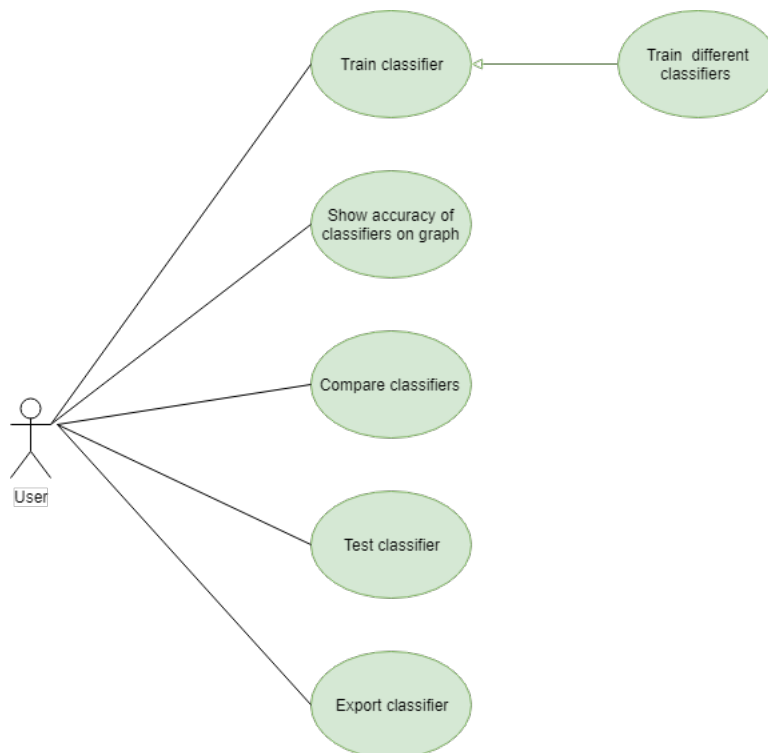 Train classifier
Train  different
classifiers
Show accuracy of
classifiers on graph
Compare classifiers
User
Test classifier
Export classifier